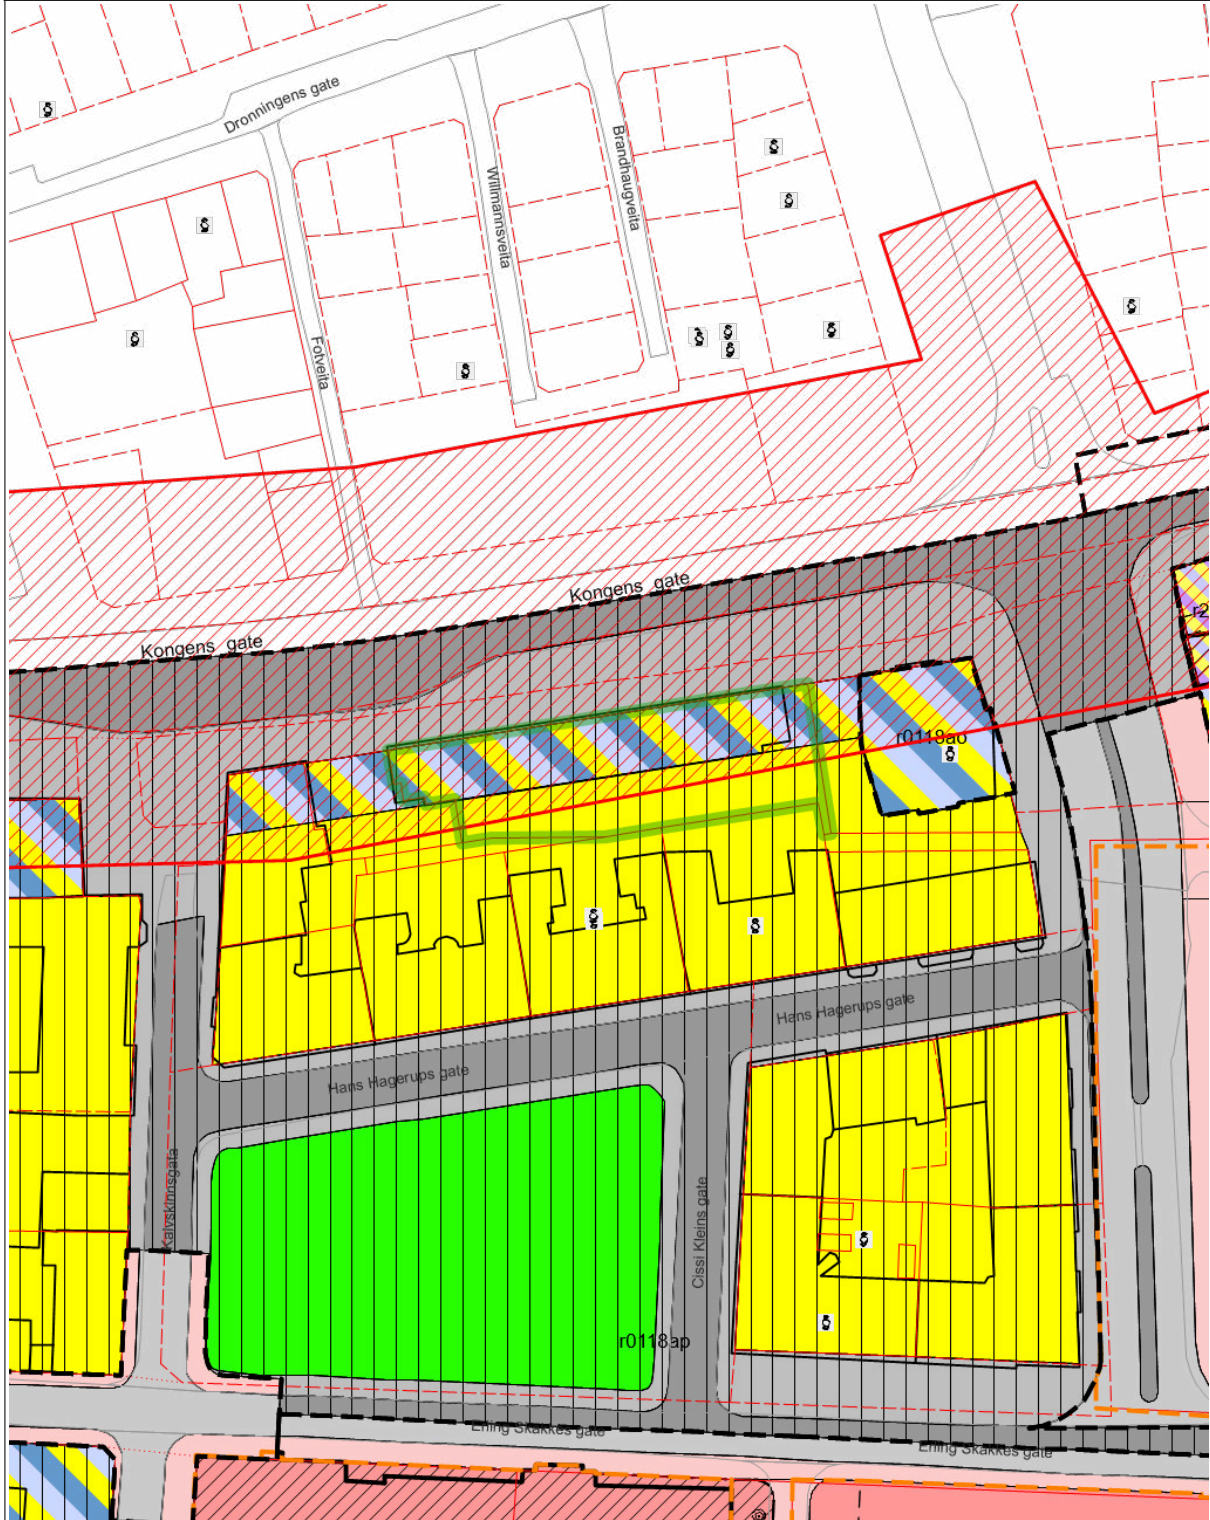 Dronningens gate
Brandhaugveita
Willmannsveita
Fotveita
Kongens gate
Kongens gate
r2
r0118ao
Hans Hagerups gate
Hans Hagerups gate
Kalvskinnsgata
Cissi Kleins gate
r0118ap
Erling Skakkes gate
Erling Skakkes gate